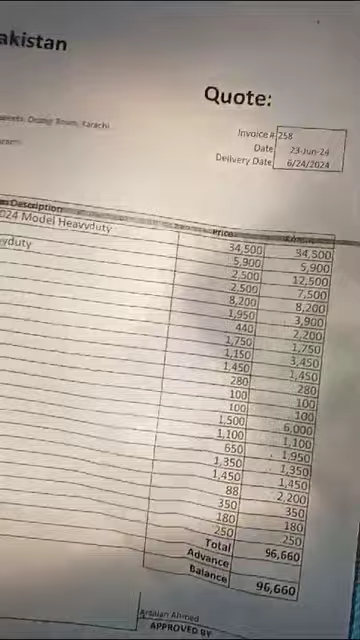 akistan
Quote:
Room, Karachi
Invoice # 258
Date 23-Jun-24
Delivery Date 6/24/2024
Description Price
024 Model Heavyduty 34,500 34,500
vyduty 5,900 5,900
2,500 12,500
2,500 7,500
8,200 8,200
1,950 3,900
440 2,200
1,750 1,750
1,150 3,450
1,450 1,450
280 280
100 100
100 100
1,500 6,000
1,100 1,100
650 1,950
1,350 1,350
1,450 1,450
88 2,200
350 350
180 180
250 250
Total 96,660
Advance
Balance 96,660
Arsalan Ahmed
APPROVED BY